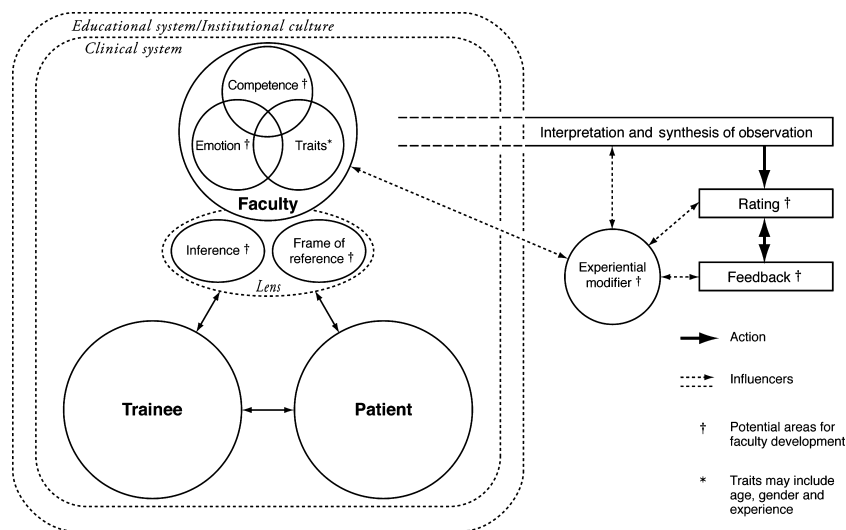 Educational system/Institutional culture
Clinical system
Competence †
Emotion †
Traits*
Faculty
Inference †
Frame of
reference †
Lens
Trainee
Patient
Interpretation and synthesis of observation
Rating †
Experiential
modifier †
Feedback †
Action
Influencers
† Potential areas for
faculty development
* Traits may include
age, gender and
experience